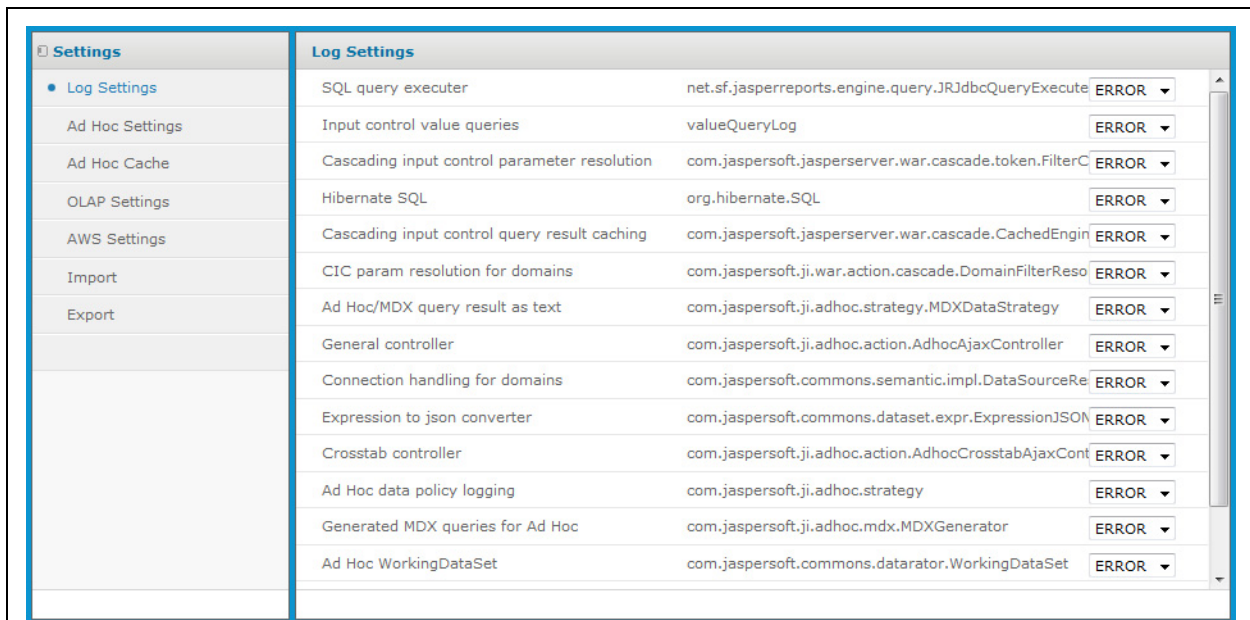 Settings
Log Settings
Ad Hoc Settings
Ad Hoc Cache
OLAP Settings
AWS Settings
Import
Export
Log Settings
SQL query executer net.sf.jasperreports.engine.query.JRJdbcQueryExecute ERROR
Input control value queries valueQueryLog ERROR
Cascading input control parameter resolution com.jaspersoft.jasperserver.war.cascade.token.FilterC ERROR
Hibernate SQL org.hibernate.SQL ERROR
Cascading input control query result caching com.jaspersoft.jasperserver.war.cascade.CachedEngin ERROR
CIC param resolution for domains com.jaspersoft.ji.war.action.cascade.DomainFilterReso ERROR
Ad Hoc/MDX query result as text com.jaspersoft.ji.adhoc.strategy.MDXDataStrategy ERROR
General controller com.jaspersoft.ji.adhoc.action.AdhocAjaxController ERROR
Connection handling for domains com.jaspersoft.commons.semantic.impl.DataSourceRe ERROR
Expression to json converter com.jaspersoft.commons.dataset.expr.ExpressionJSON ERROR
Crosstab controller com.jaspersoft.ji.adhoc.action.AdhocCrosstabAjaxCont ERROR
Ad Hoc data policy logging com.jaspersoft.ji.adhoc.strategy ERROR
Generated MDX queries for Ad Hoc com.jaspersoft.ji.adhoc.mdx.MDXGenerator ERROR
Ad Hoc WorkingDataSet com.jaspersoft.commons.datarator.WorkingDataSet ERROR